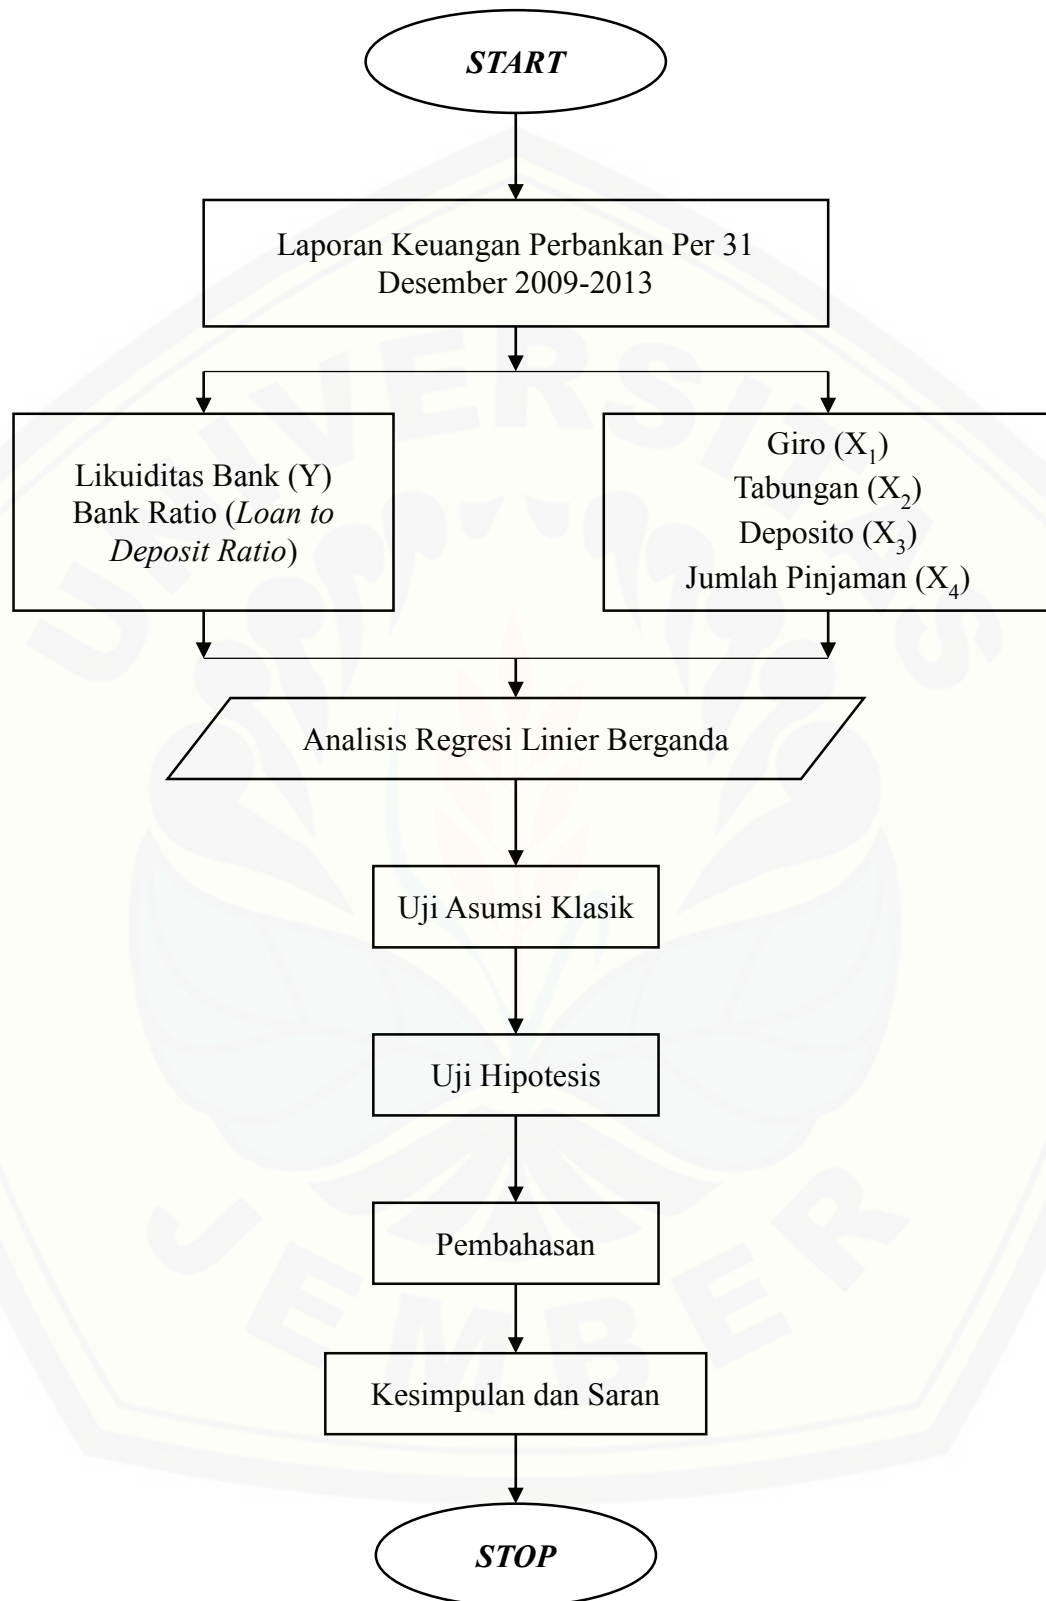 START
Laporan Keuangan Perbankan Per 31
Desember 2009-2013
Likuiditas Bank (Y)
Bank Ratio (Loan to
Deposit Ratio)
Giro (X₁)
Tabungan (X₂)
Deposito (X₃)
Jumlah Pinjaman (X₄)
Analisis Regresi Linier Berganda
Uji Asumsi Klasik
Uji Hipotesis
Pembahasan
Kesimpulan dan Saran
STOP
UNIVERSITAS
JEMBER